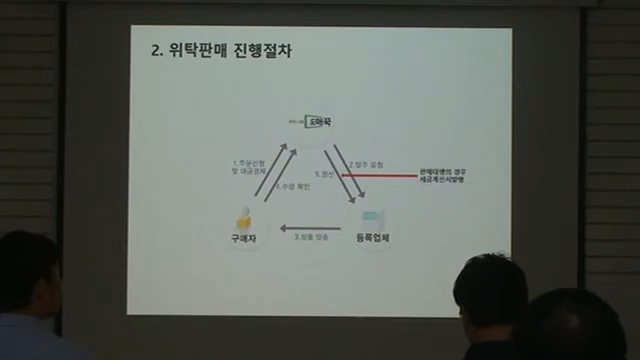 2. 위탁판매 진행절차
도매꾹
1.주문신청
및 대금결제
2.발주 요청
5.정산
판매대행의 경우
세금계산서발행
4.수령 확인
구매자
3.상품 발송
등록업체